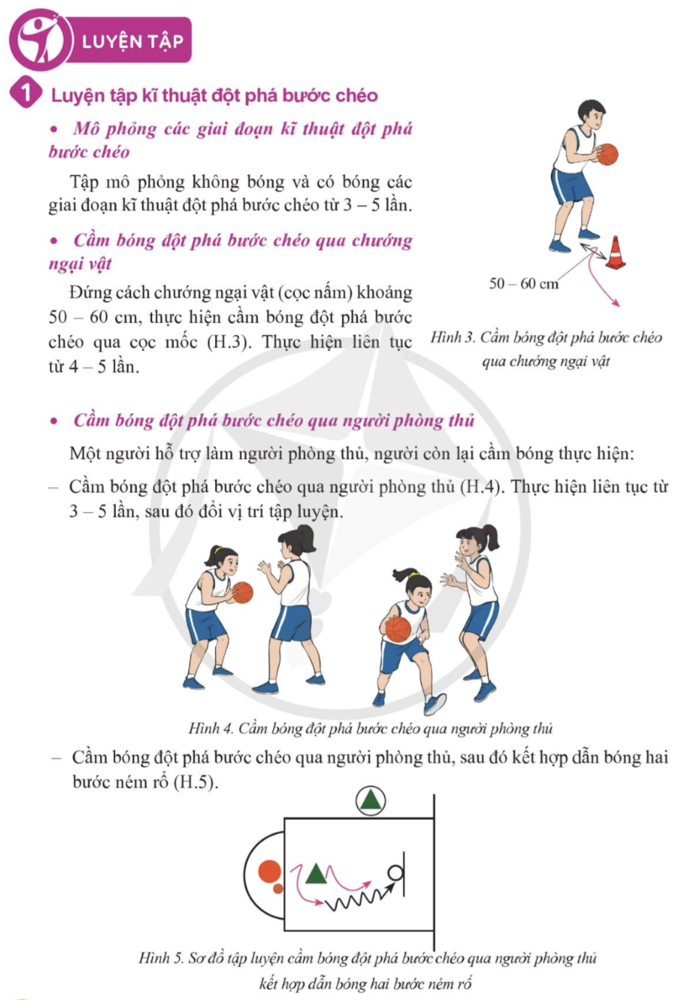 LUYỆN TẬP
1 Luyện tập kĩ thuật đột phá bước chéo
• Mô phỏng các giai đoạn kĩ thuật đột phá
bước chéo
Tập mô phỏng không bóng và có bóng các
giai đoạn kĩ thuật đột phá bước chéo từ 3 – 5 lần.
• Cầm bóng đột phá bước chéo qua chướng
ngại vật
Đứng cách chướng ngại vật (cọc nấm) khoảng
50 – 60 cm, thực hiện cầm bóng đột phá bước
chéo qua cọc mốc (H.3). Thực hiện liên tục
từ 4 – 5 lần.
50 – 60 cm
Hình 3. Cầm bóng đột phá bước chéo
qua chướng ngại vật
• Cầm bóng đột phá bước chéo qua người phòng thủ
Một người hỗ trợ làm người phòng thủ, người còn lại cầm bóng thực hiện:
– Cầm bóng đột phá bước chéo qua người phòng thủ (H.4). Thực hiện liên tục từ
3 – 5 lần, sau đó đổi vị trí tập luyện.
Hình 4. Cầm bóng đột phá bước chéo qua người phòng thủ
– Cầm bóng đột phá bước chéo qua người phòng thủ, sau đó kết hợp dẫn bóng hai
bước ném rổ (H.5).
Hình 5. Sơ đồ tập luyện cầm bóng đột phá bước chéo qua người phòng thủ
kết hợp dẫn bóng hai bước ném rổ